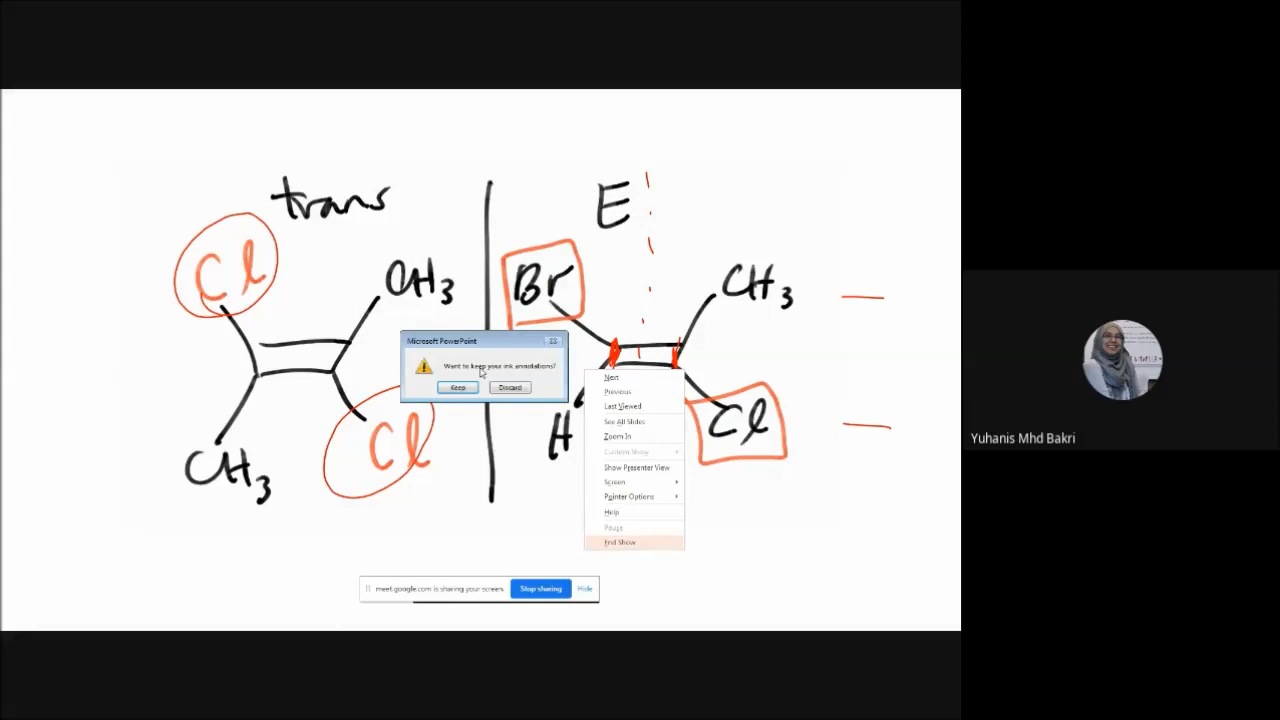 trans
Cl
CH3
CH3
Cl
E
Br
CH3
H
Cl
Microsoft PowerPoint
Want to keep your ink annotations?
Keep
Discard
Next
Previous
Last Viewed
See All Slides
Zoom In
Custom Show
Show Presenter View
Screen
Pointer Options
Help
Pause
End Show
meet.google.com is sharing your screen.
Stop sharing
Hide
Yuhanis Mhd Bakri